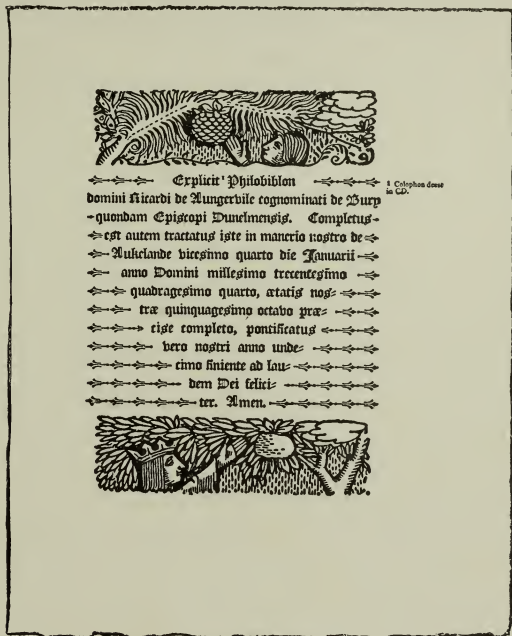 Explicit¹ Philobiblon
domini Ricardi de Aungervile cognominati de Bury
quondam Episcopi Dunelmensis. Completus
est autem tractatus iste in manerio nostro de
Aukelande vicesimo quarto die Januarii
anno Domini millesimo trecentesimo
quadragesimo quarto, ætatis nos-
træ quinquagesimo octavo præ-
cise completo, pontificatus
vero nostri anno unde-
cimo finiente ad lau-
dem Dei felici-
ter. Amen.
1 Colophon deest
in CD.